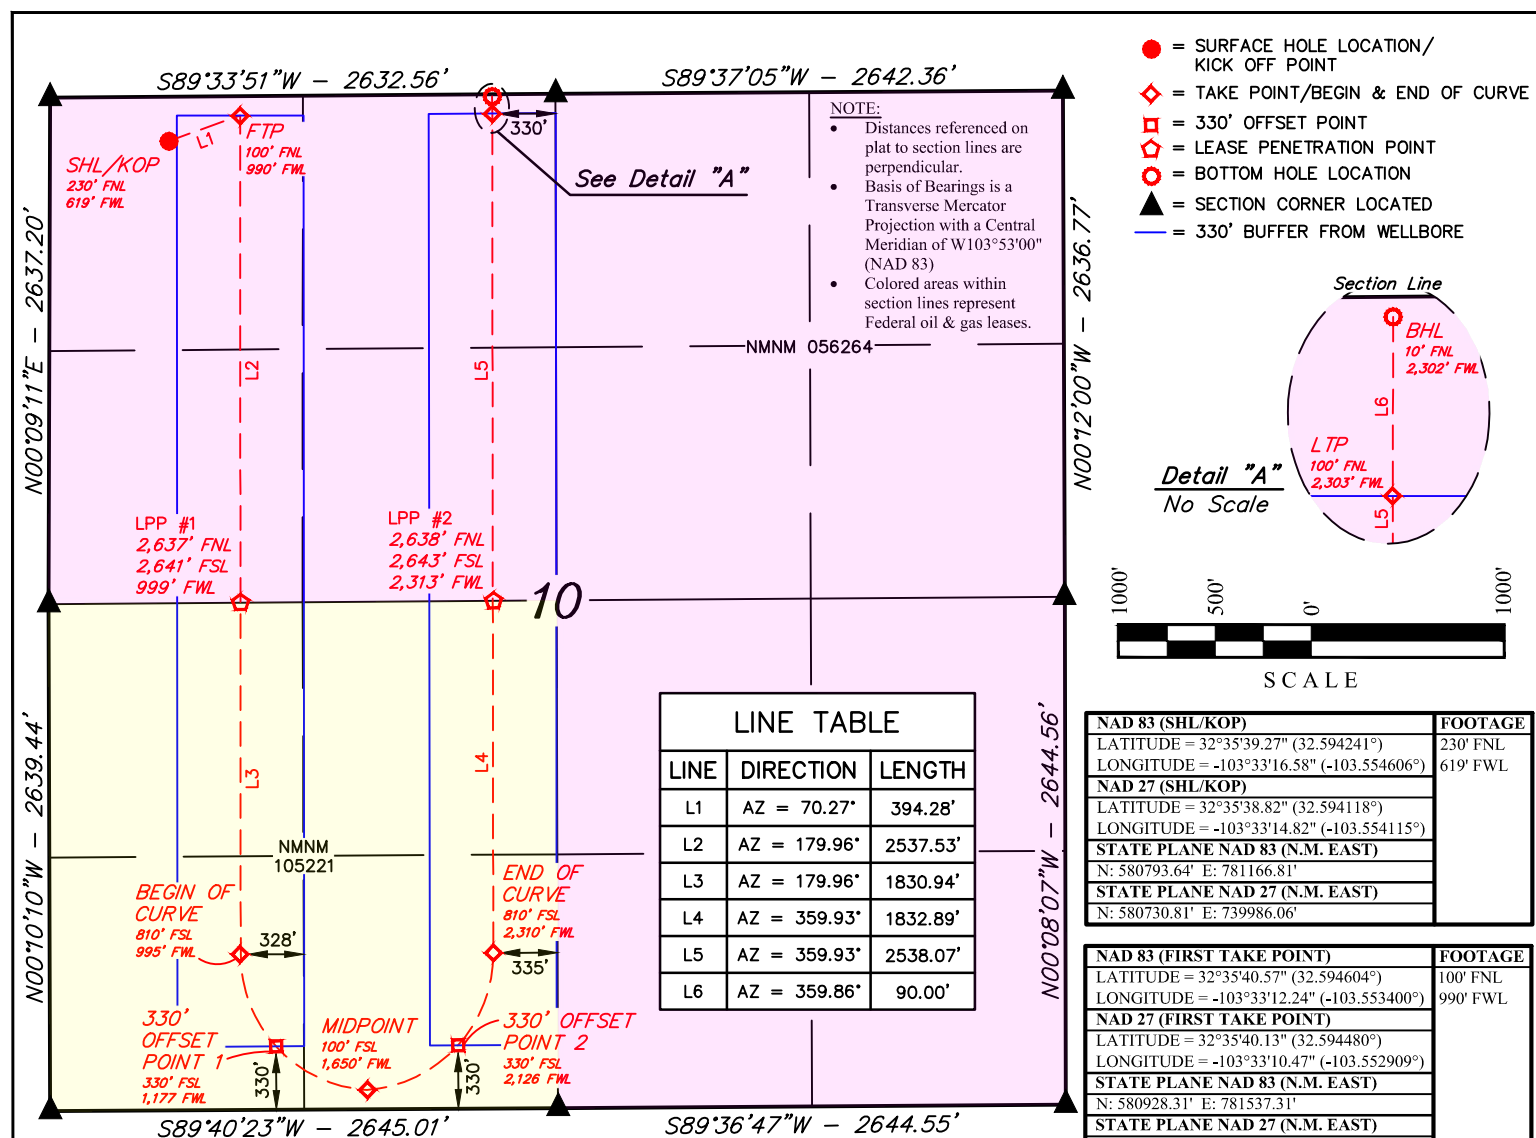 S89°33'51"W - 2632.56'
S89°37'05"W - 2642.36'
N00°09'11"E - 2637.20'
N00°10'10"W - 2639.44'
N00°12'00"W - 2636.77'
N00°08'07"W - 2644.56'
S89°40'23"W - 2645.01'
S89°36'47"W - 2644.55'
SHL/KOP
230' FNL
619' FWL
L1
FTP
100' FNL
990' FWL
330'
See Detail "A"
NOTE:
• Distances referenced on
plat to section lines are
perpendicular.
• Basis of Bearings is a
Transverse Mercator
Projection with a Central
Meridian of W103°53'00"
(NAD 83)
• Colored areas within
section lines represent
Federal oil & gas leases.
L2
L5
NMNM 056264
LPP #1
2,637' FNL
2,641' FSL
999' FWL
LPP #2
2,638' FNL
2,643' FSL
2,313' FWL
10
L3
L4
NMNM
105221
BEGIN OF
CURVE
810' FSL
995' FWL
328'
END OF
CURVE
810' FSL
2,310' FWL
335'
330'
OFFSET
POINT 1
330' FSL
1,177' FWL
330'
MIDPOINT
100' FSL
1,650' FWL
330'
330' OFFSET
POINT 2
330' FSL
2,126 FWL
LINE TABLE
LINE DIRECTION LENGTH
L1 AZ = 70.27° 394.28'
L2 AZ = 179.96° 2537.53'
L3 AZ = 179.96° 1830.94'
L4 AZ = 359.93° 1832.89'
L5 AZ = 359.93° 2538.07'
L6 AZ = 359.86° 90.00'
= SURFACE HOLE LOCATION/
KICK OFF POINT
= TAKE POINT/BEGIN & END OF CURVE
= 330' OFFSET POINT
= LEASE PENETRATION POINT
= BOTTOM HOLE LOCATION
= SECTION CORNER LOCATED
= 330' BUFFER FROM WELLBORE
Section Line
BHL
10' FNL
2,302' FWL
L6
LTP
100' FNL
2,303' FWL
L5
Detail "A"
No Scale
1000' 500' 0' 1000'
SCALE
NAD 83 (SHL/KOP) FOOTAGE
LATITUDE = 32°35'39.27" (32.594241°) 230' FNL
LONGITUDE = -103°33'16.58" (-103.554606°) 619' FWL
NAD 27 (SHL/KOP)
LATITUDE = 32°35'38.82" (32.594118°)
LONGITUDE = -103°33'14.82" (-103.554115°)
STATE PLANE NAD 83 (N.M. EAST)
N: 580793.64' E: 781166.81'
STATE PLANE NAD 27 (N.M. EAST)
N: 580730.81' E: 739986.06'
NAD 83 (FIRST TAKE POINT) FOOTAGE
LATITUDE = 32°35'40.57" (32.594604°) 100' FNL
LONGITUDE = -103°33'12.24" (-103.553400°) 990' FWL
NAD 27 (FIRST TAKE POINT)
LATITUDE = 32°35'40.13" (32.594480°)
LONGITUDE = -103°33'10.47" (-103.552909°)
STATE PLANE NAD 83 (N.M. EAST)
N: 580928.31' E: 781537.31'
STATE PLANE NAD 27 (N.M. EAST)